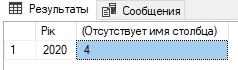 Результаты Сообщения
Рік (Отсутствует имя столбца)
1 2020 4